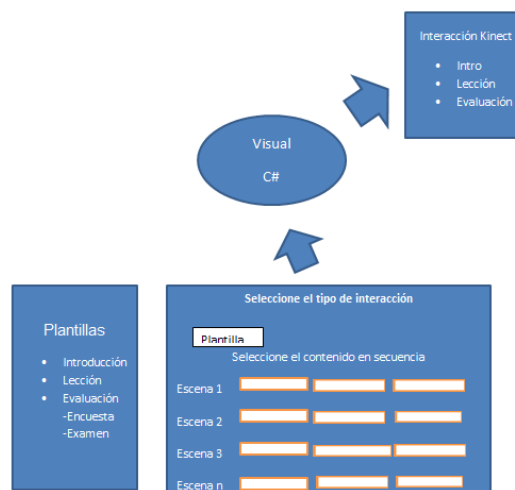 Interacción Kinect
• Intro
• Lección
• Evaluación
Visual
C#
Plantillas
• Introducción
• Lección
• Evaluación
-Encuesta
-Examen
Seleccione el tipo de interacción
Plantilla
Seleccione el contenido en secuencia
Escena 1
Escena 2
Escena 3
Escena n